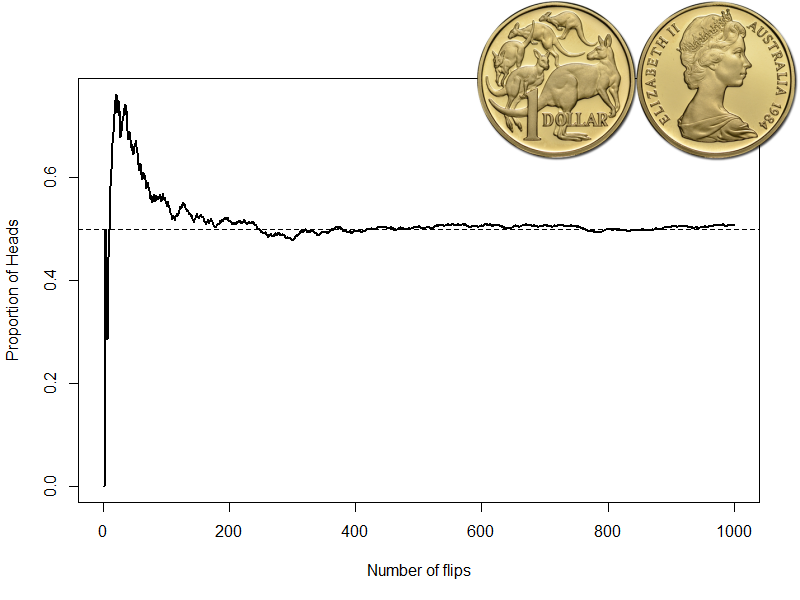 1 DOLLAR
ELIZABETH II AUSTRALIA 1984
Proportion of Heads
0.6
0.4
0.2
0.0
0 200 400 600 800 1000
Number of flips